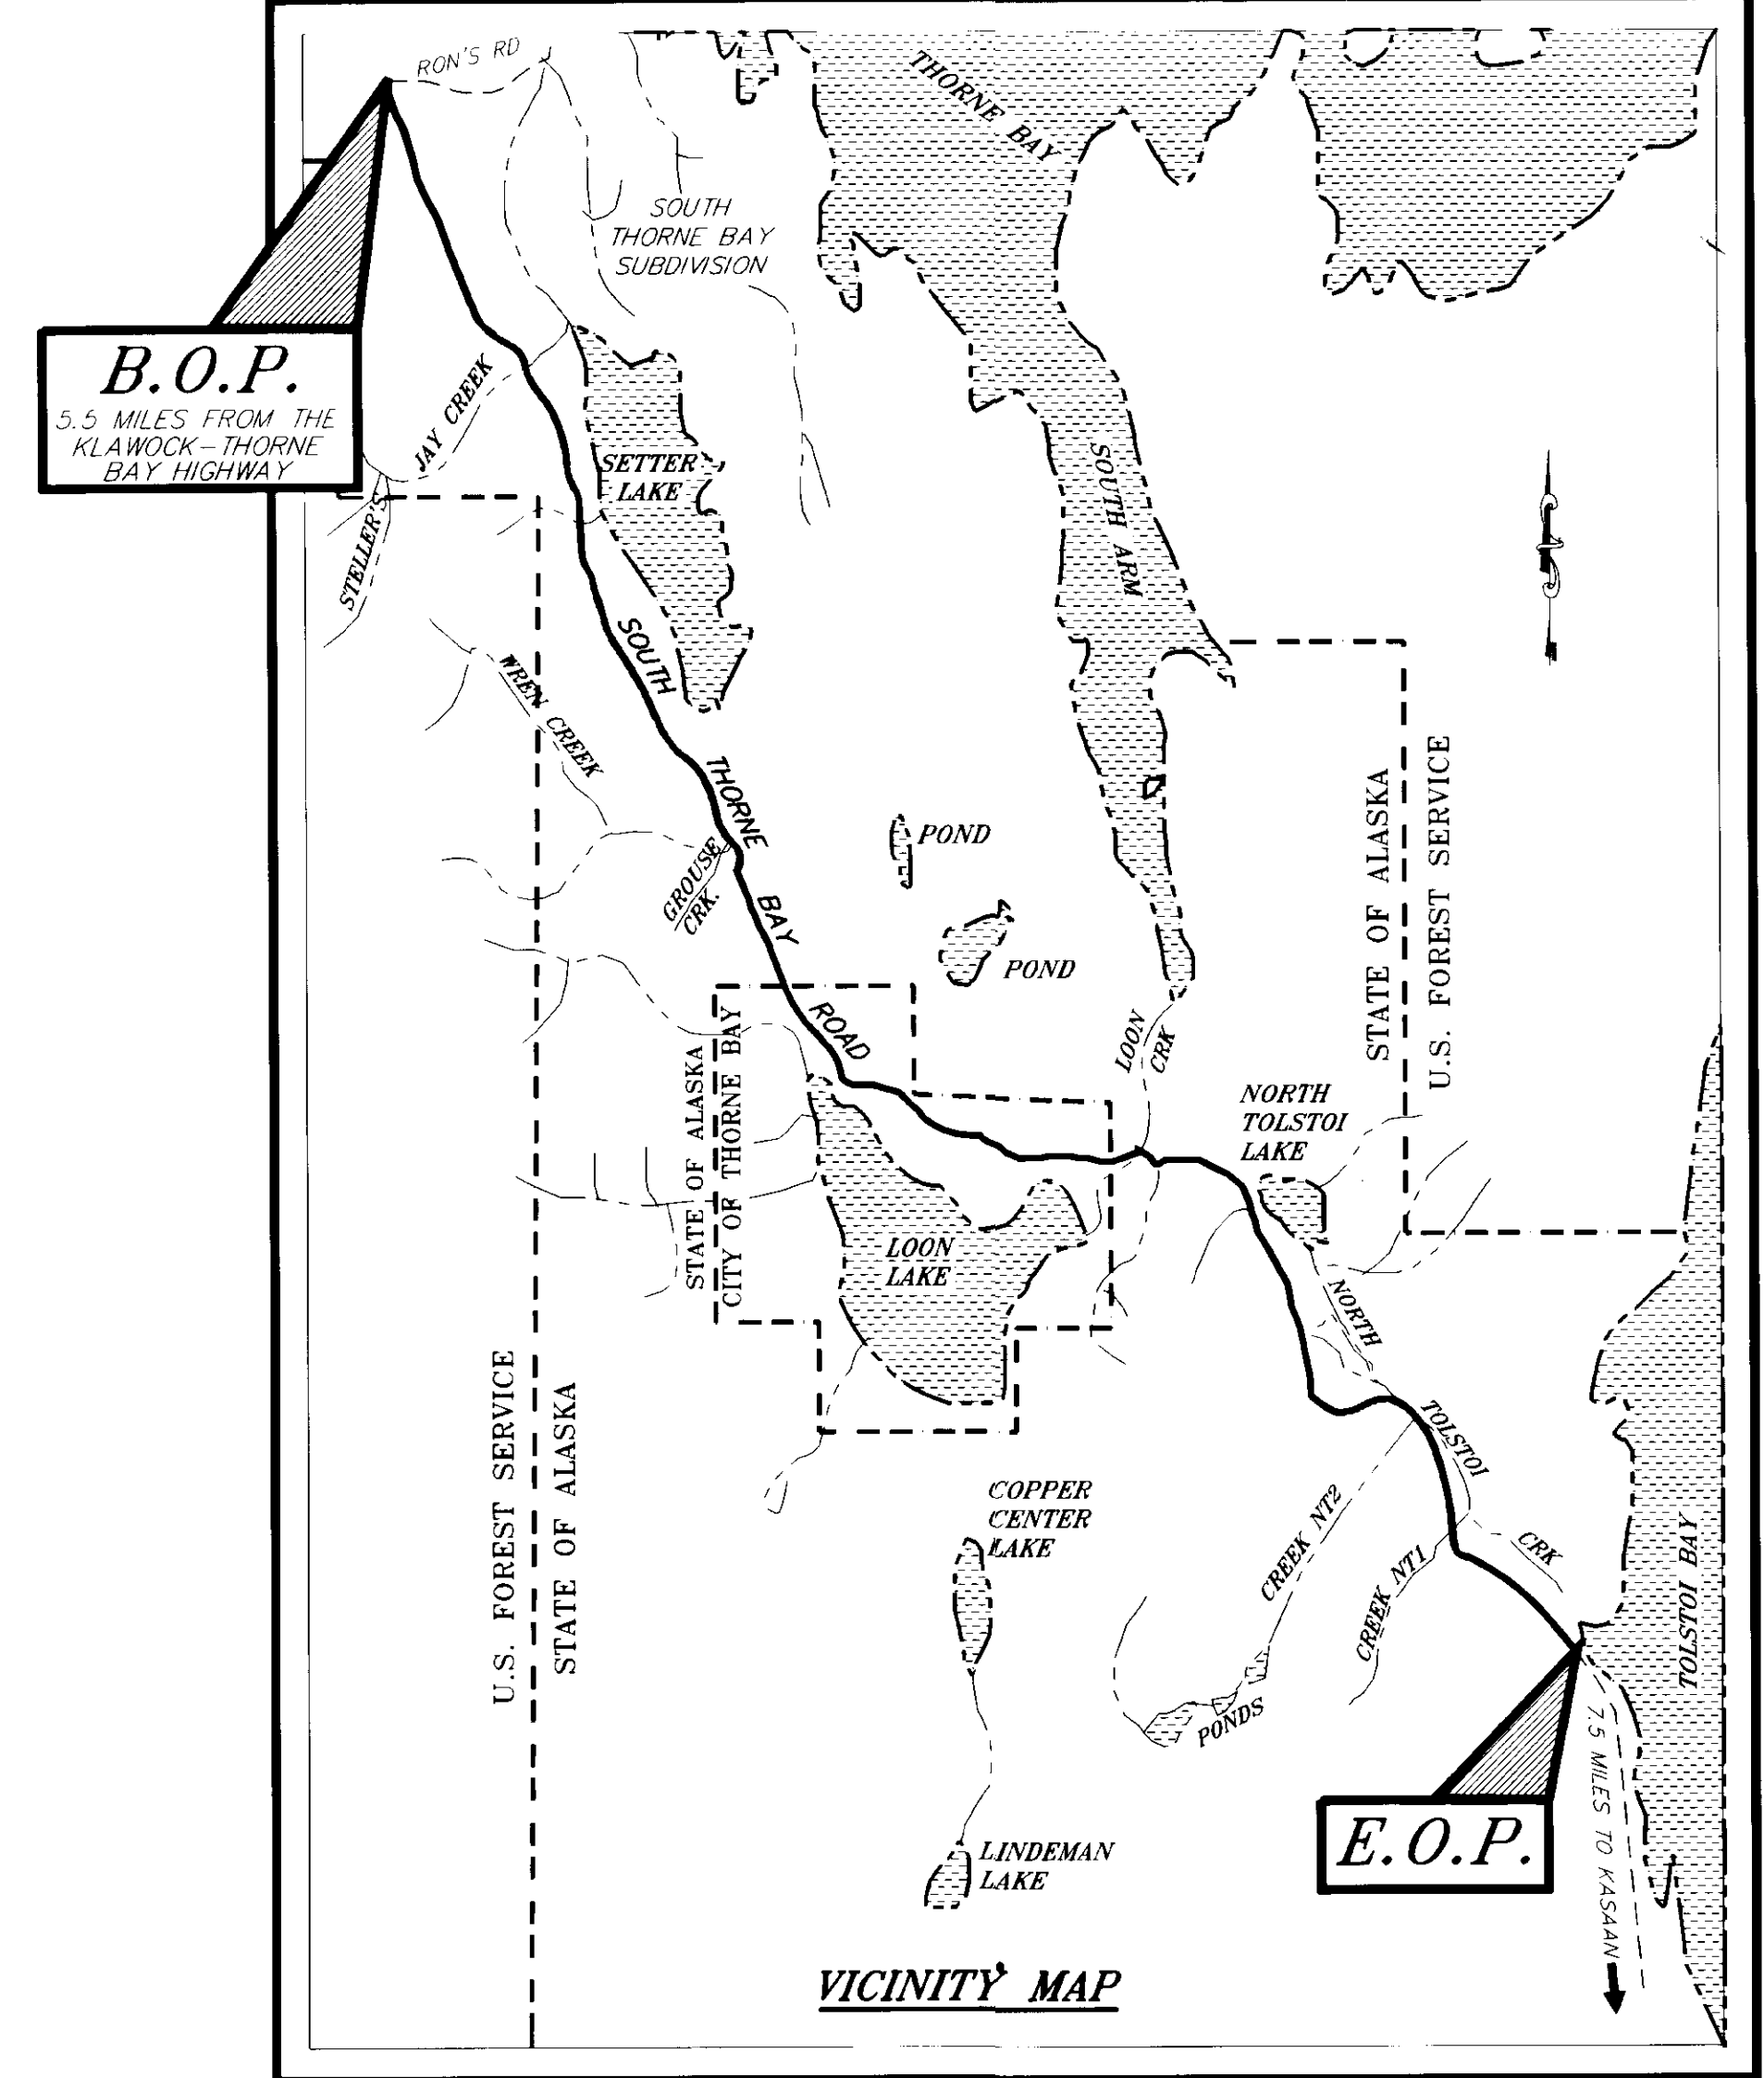 RON'S RD
THORNE BAY
SOUTH
THORNE BAY
SUBDIVISION
B.O.P.
5.5 MILES FROM THE
KLAWOCK-THORNE
BAY HIGHWAY
STELLER'S JAY CREEK
SETTER
LAKE
SOUTH ARM
WREN CREEK
SOUTH THORNE BAY ROAD
GROUSE
CRK.
POND
POND
STATE OF ALASKA
U.S. FOREST SERVICE
STATE OF ALASKA
CITY OF THORNE BAY
LOON
CRK
NORTH
TOLSTOI
LAKE
LOON
LAKE
NORTH TOLSTOI CRK
U.S. FOREST SERVICE
STATE OF ALASKA
COPPER
CENTER
LAKE
CREEK NT2
CREEK NT1
PONDS
TOLSTOI BAY
7.5 MILES TO KASAAN
E.O.P.
LINDEMAN
LAKE
VICINITY MAP